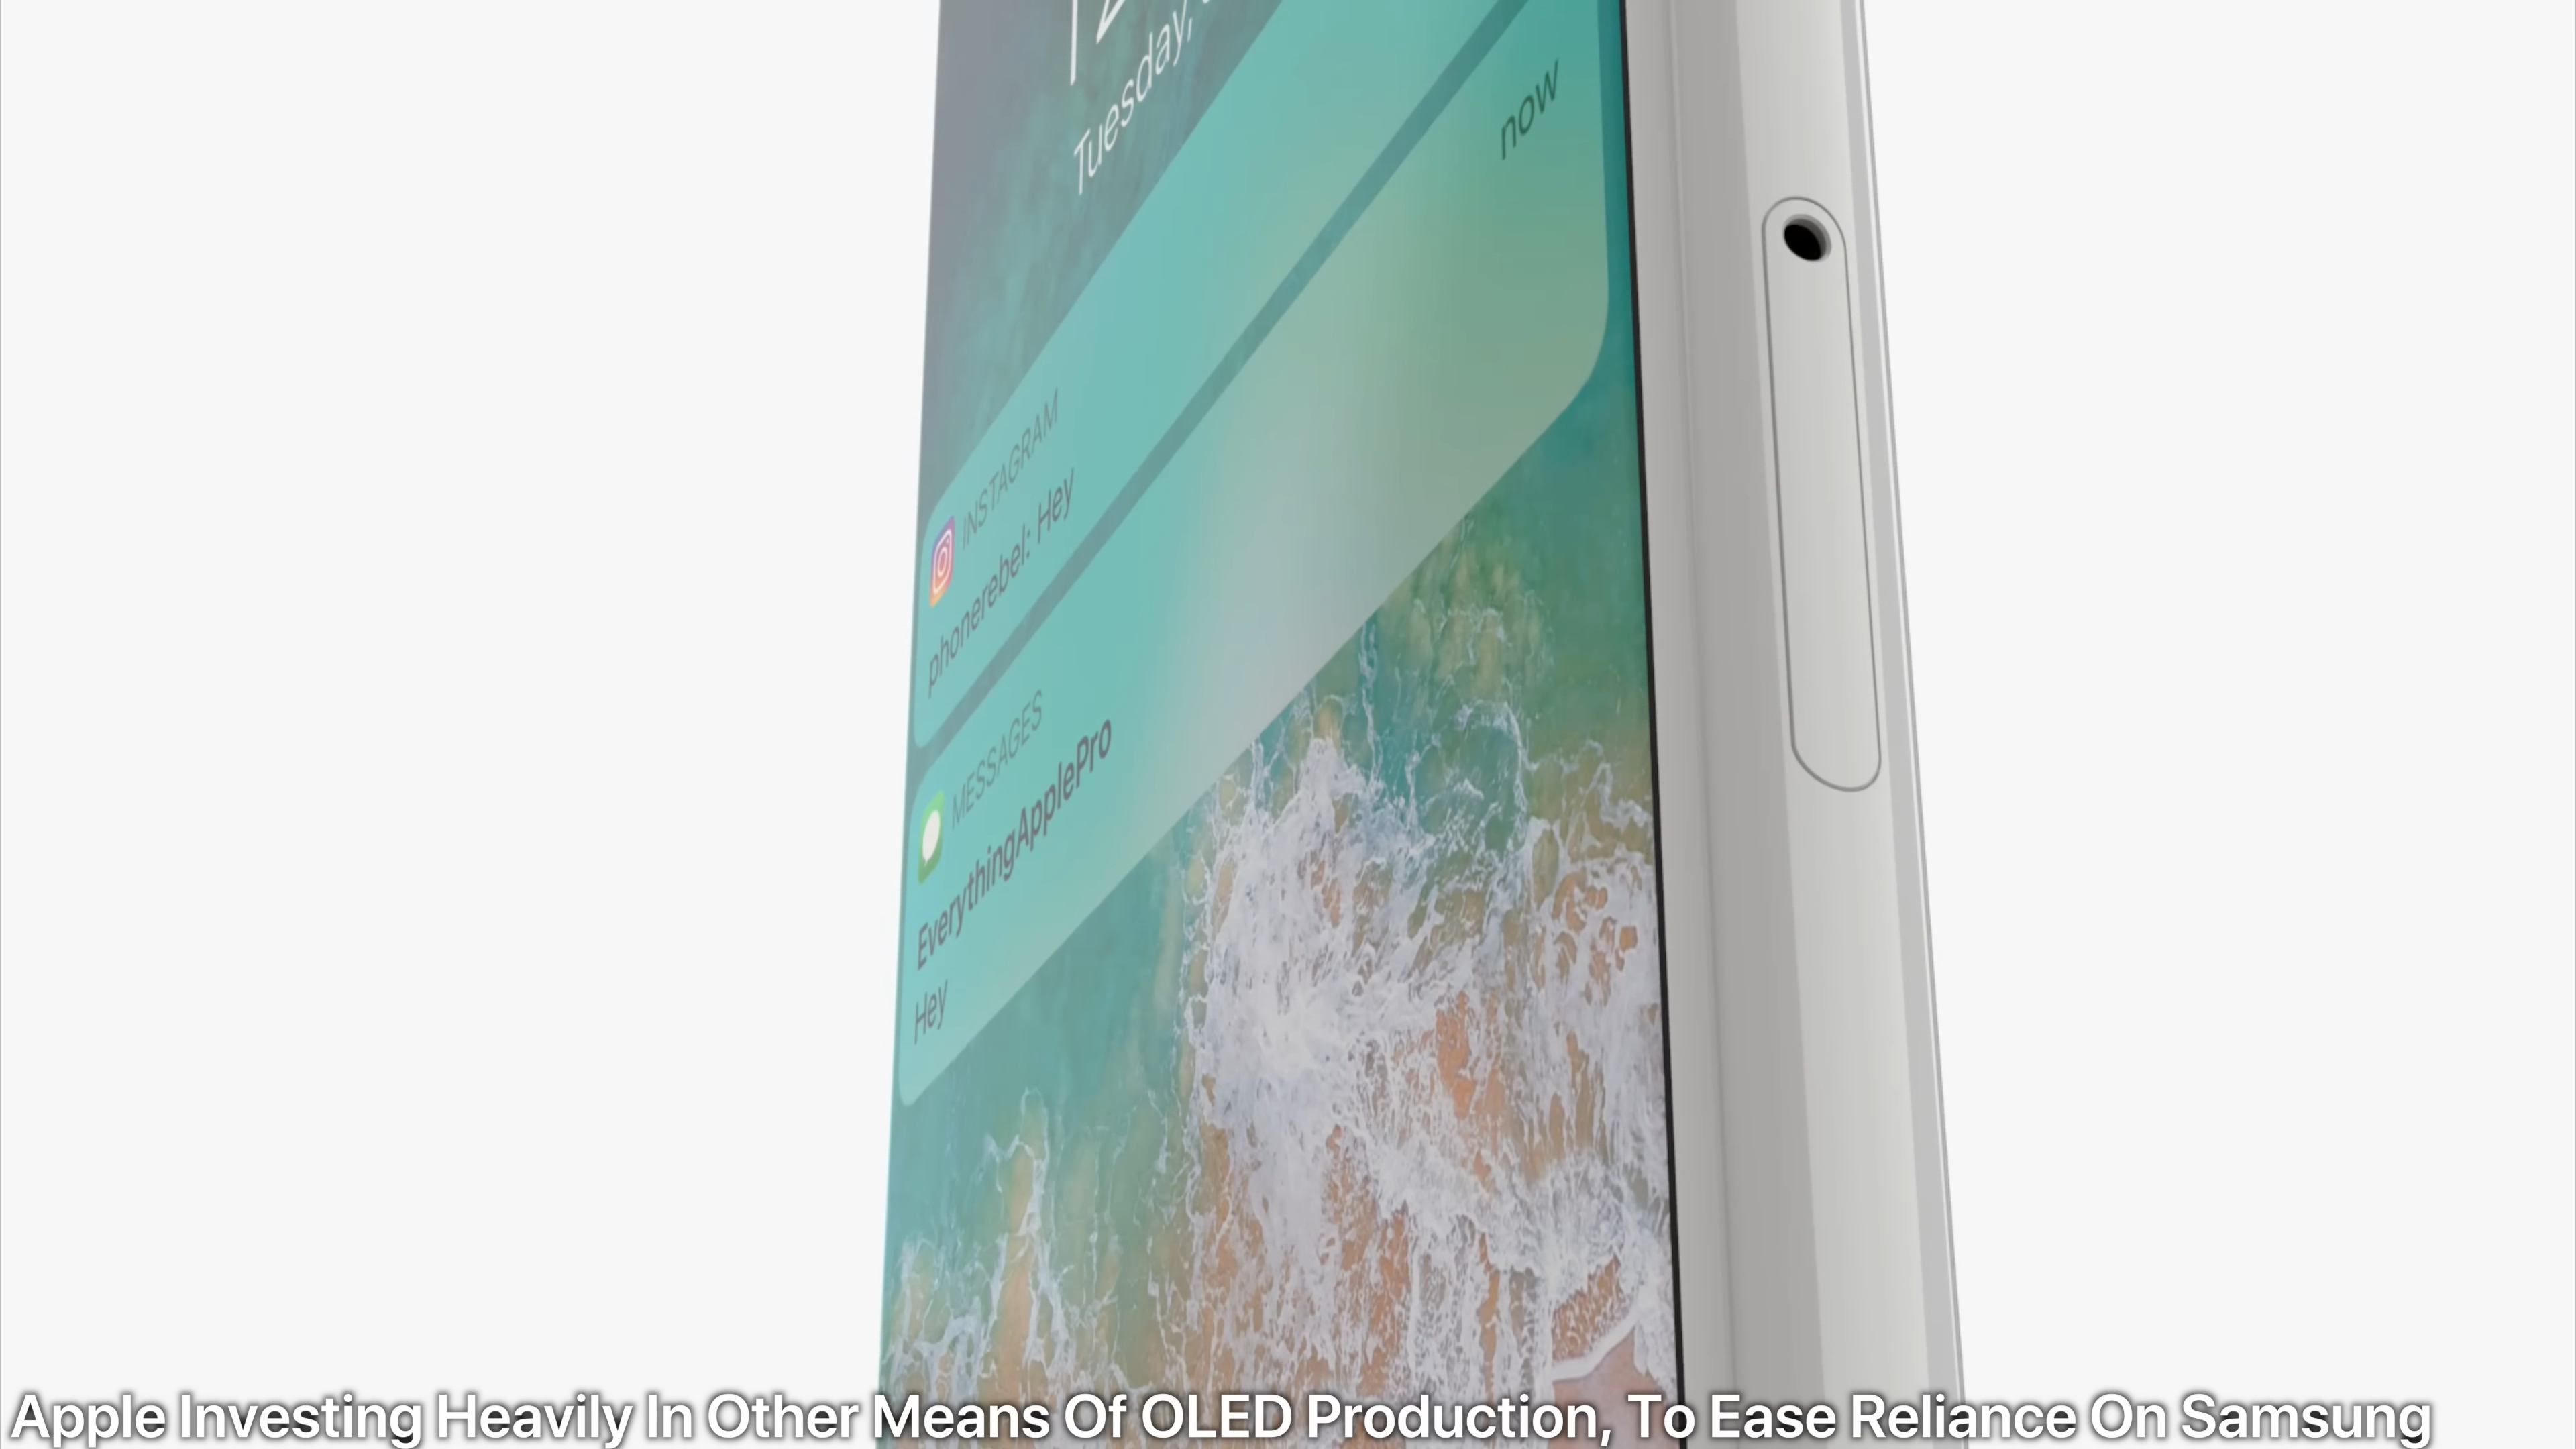 Tuesday,
now
INSTAGRAM
phonerebel: Hey
MESSAGES
EverythingApplePro
Hey
Apple Investing Heavily In Other Means Of OLED Production, To Ease Reliance On Samsung